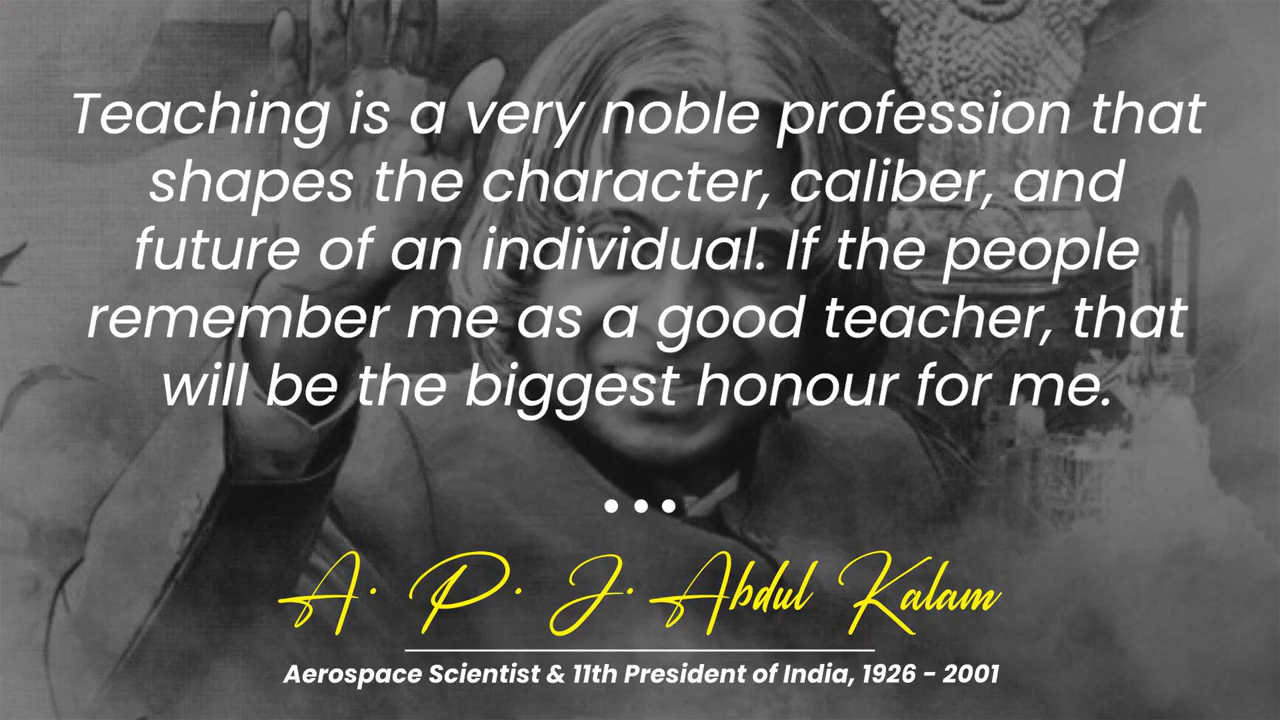 Teaching is a very noble profession that
shapes the character, caliber, and
future of an individual. If the people
remember me as a good teacher, that
will be the biggest honour for me.
A. P. J. Abdul Kalam
Aerospace Scientist & 11th President of India, 1926 - 2001